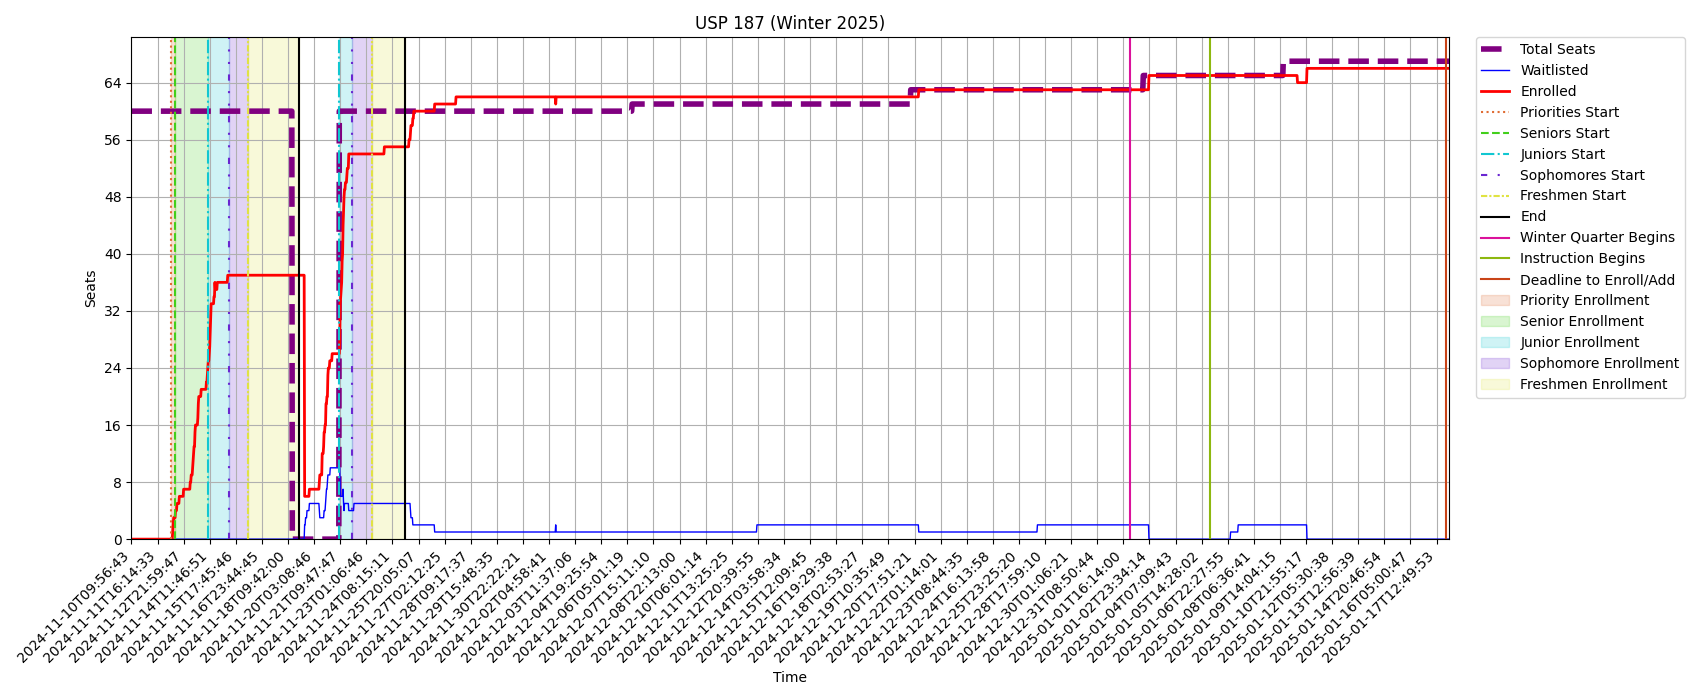 USP 187 (Winter 2025)
Seats
64
56
48
40
32
24
16
8
0
2024-11-10T09:56:43
2024-11-11T16:14:33
2024-11-12T21:59:47
2024-11-14T11:46:51
2024-11-15T17:45:46
2024-11-16T23:44:45
2024-11-18T09:42:00
2024-11-20T03:08:46
2024-11-21T09:47:47
2024-11-23T01:06:46
2024-11-24T08:15:11
2024-11-25T20:05:07
2024-11-27T02:12:25
2024-11-28T09:17:37
2024-11-29T15:48:35
2024-11-30T22:22:21
2024-12-02T04:58:41
2024-12-03T11:37:06
2024-12-04T19:25:54
2024-12-06T05:01:19
2024-12-07T15:11:10
2024-12-08T22:13:00
2024-12-10T06:01:14
2024-12-11T13:25:25
2024-12-12T20:39:55
2024-12-14T03:58:34
2024-12-15T12:09:45
2024-12-16T19:29:38
2024-12-18T02:53:27
2024-12-19T10:35:49
2024-12-20T17:51:21
2024-12-22T01:14:01
2024-12-23T08:44:35
2024-12-24T16:13:58
2024-12-25T23:25:20
2024-12-28T17:59:10
2024-12-30T01:06:21
2024-12-31T08:50:44
2025-01-01T16:14:00
2025-01-02T23:34:14
2025-01-04T07:09:43
2025-01-05T14:28:02
2025-01-06T22:27:55
2025-01-08T06:36:41
2025-01-09T14:04:15
2025-01-10T21:55:17
2025-01-12T05:30:38
2025-01-13T12:56:39
2025-01-14T20:46:54
2025-01-16T05:00:47
2025-01-17T12:49:53
Time
Total Seats
Waitlisted
Enrolled
Priorities Start
Seniors Start
Juniors Start
Sophomores Start
Freshmen Start
End
Winter Quarter Begins
Instruction Begins
Deadline to Enroll/Add
Priority Enrollment
Senior Enrollment
Junior Enrollment
Sophomore Enrollment
Freshmen Enrollment